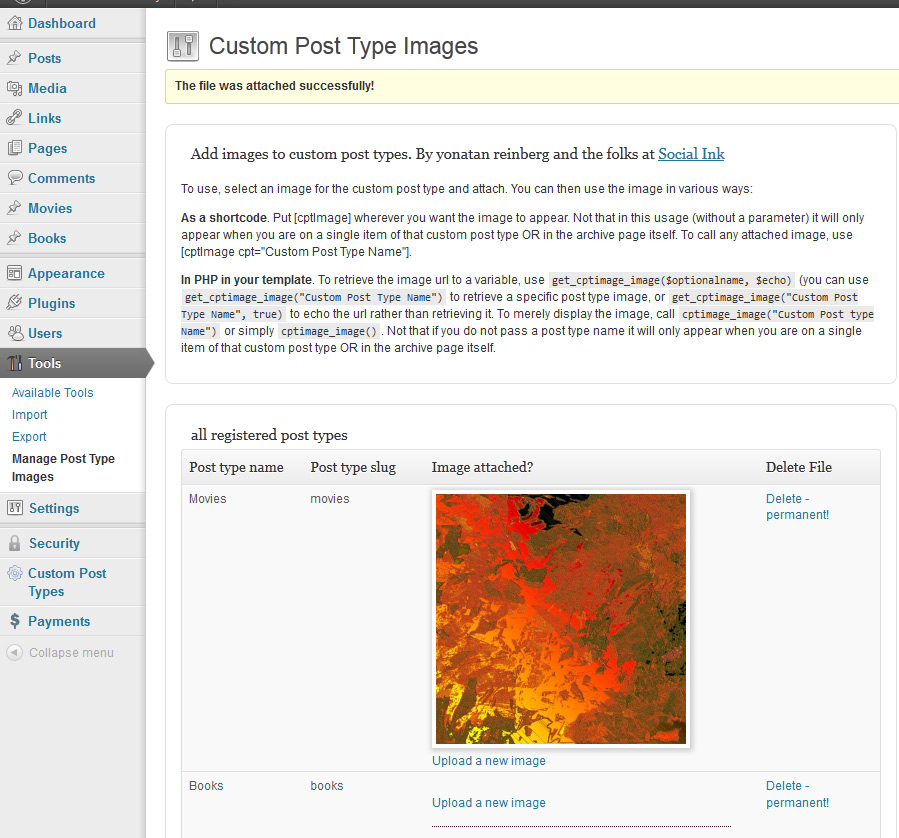 Dashboard
Posts
Media
Links
Pages
Comments
Movies
Books
Appearance
Plugins
Users
Tools
Available Tools
Import
Export
Manage Post Type
Images
Settings
Security
Custom Post
Types
Payments
Collapse menu
Custom Post Type Images
The file was attached successfully!
Add images to custom post types. By yonatan reinberg and the folks at Social Ink
To use, select an image for the custom post type and attach. You can then use the image in various ways:
As a shortcode. Put [cptImage] wherever you want the image to appear. Not that in this usage (without a parameter) it will only
appear when you are on a single item of that custom post type OR in the archive page itself. To call any attached image, use
[cptImage cpt="Custom Post Type Name"].
In PHP in your template. To retrieve the image url to a variable, use get_cptimage_image($optionalname, $echo) (you can use
get_cptimage_image("Custom Post Type Name") to retrieve a specific post type image, or get_cptimage_image("Custom Post
Type Name", true) to echo the url rather than retrieving it. To merely display the image, call cptimage_image("Custom Post type
Name") or simply cptimage_image(). Not that if you do not pass a post type name it will only appear when you are on a single
item of that custom post type OR in the archive page itself.
all registered post types
Post type name Post type slug Image attached? Delete File
Movies movies Delete -
permanent!
Upload a new image
Books books Delete -
Upload a new image permanent!